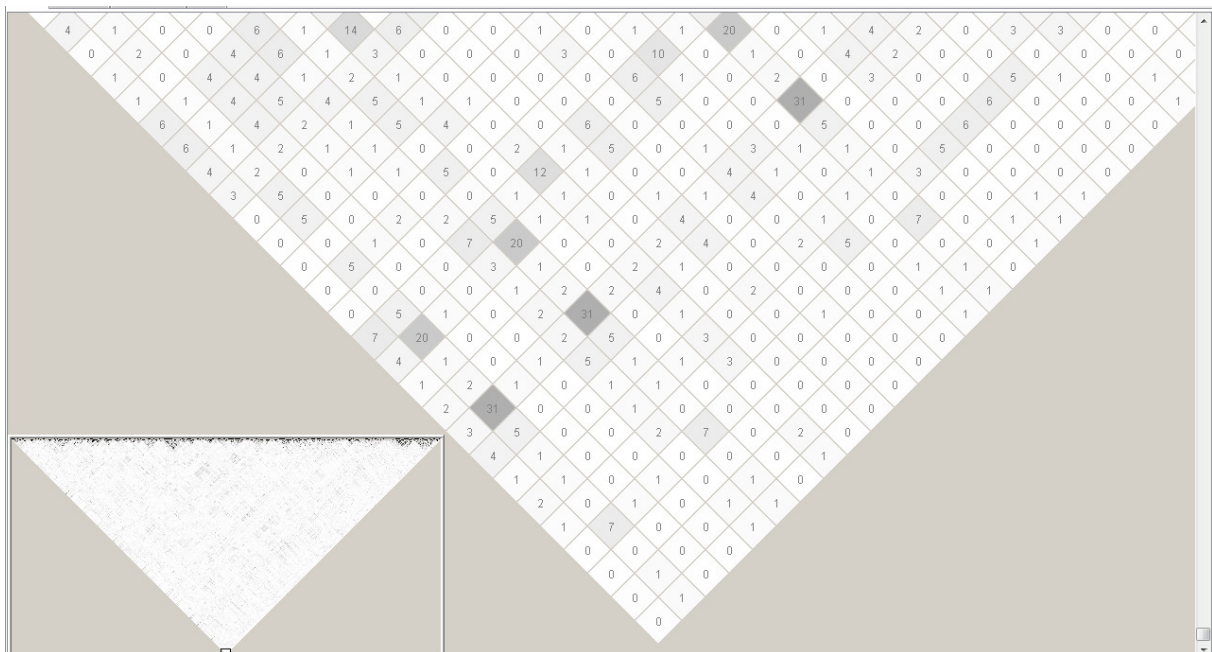 4 1 0 0 6 1 14 6 0 0 1 0 1 1 20 0 1 4 2 0 3 3 0 0
0 2 0 4 6 1 3 0 0 0 3 0 10 0 1 0 4 2 0 0 0 0 0 0
1 0 4 4 1 2 1 0 0 0 0 6 1 0 2 0 3 0 0 5 1 0 1
1 1 4 5 4 5 1 1 0 0 0 5 0 0 31 0 0 0 6 0 0 0 1
6 1 4 2 1 5 4 0 0 6 0 0 0 0 5 0 0 6 0 0 0 0
6 1 2 1 1 0 0 2 1 5 0 1 3 1 1 0 5 0 0 0 0
4 2 0 1 1 5 0 12 1 0 0 4 1 0 1 3 0 0 0 0
3 5 0 0 0 0 1 1 0 1 1 4 0 1 0 0 0 1 1
0 5 0 2 2 5 1 1 0 4 0 0 1 0 7 0 1 1
0 0 1 0 7 20 0 0 2 4 0 2 5 0 0 0 1
0 5 0 0 3 1 0 2 1 0 0 0 0 1 1 0
0 0 0 0 1 2 2 4 0 2 0 0 0 1 1
0 5 1 0 2 31 0 1 0 0 1 0 0 1
7 20 0 0 2 5 0 3 0 0 0 0 0
4 1 0 1 5 1 1 3 0 0 0 0
1 2 1 0 1 1 0 0 0 0 0
2 31 0 0 1 0 0 0 0 0
3 5 0 0 2 7 0 2 0
4 1 0 0 0 0 0 1
1 1 0 1 0 1 1
2 0 1 0 1 1
1 7 0 0 1
0 0 0 0
0 1 0
0 1
0